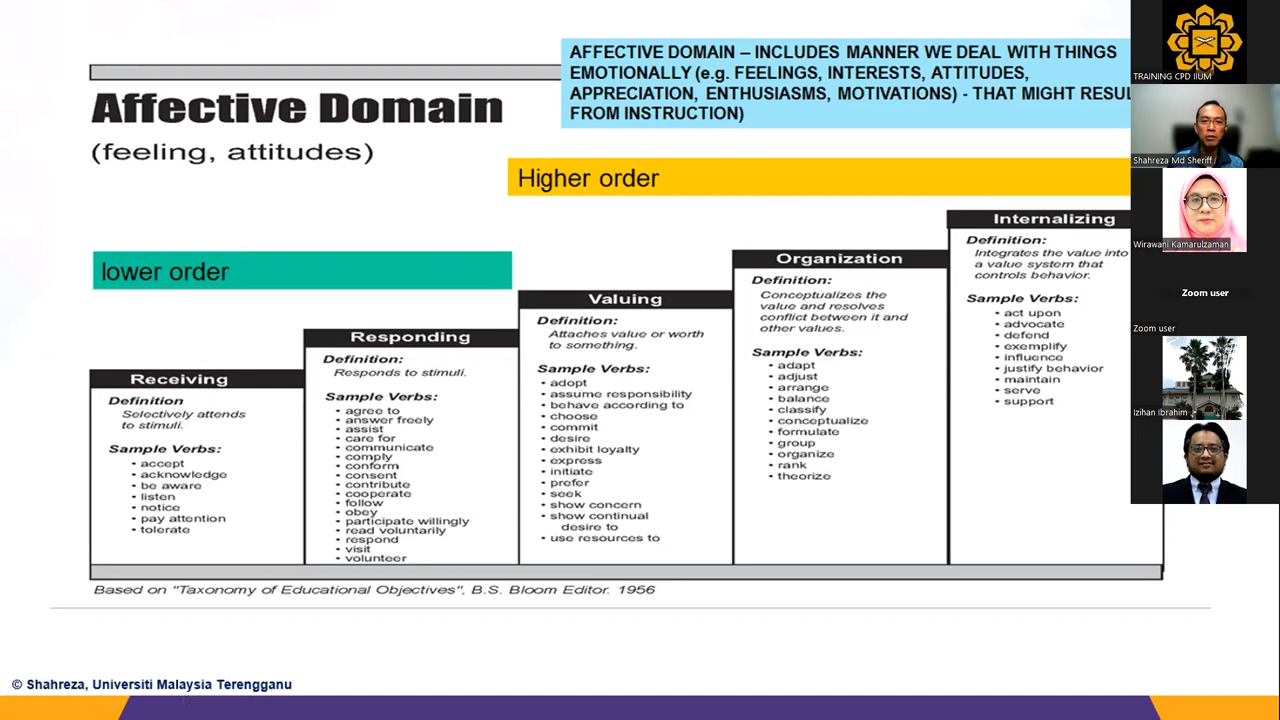 AFFECTIVE DOMAIN – INCLUDES MANNER WE DEAL WITH THINGS
EMOTIONALLY (e.g. FEELINGS, INTERESTS, ATTITUDES,
APPRECIATION, ENTHUSIASMS, MOTIVATIONS) - THAT MIGHT RESUL
FROM INSTRUCTION)
Affective Domain
(feeling, attitudes)
Higher order
lower order
Receiving
Definition
Selectively attends
to stimuli.
Sample Verbs:
• accept
• acknowledge
• be aware
• listen
• notice
• pay attention
• tolerate
Responding
Definition:
Responds to stimuli.
Sample Verbs:
• agree to
• answer freely
• assist
• care for
• communicate
• comply
• conform
• consent
• contribute
• cooperate
• follow
• obey
• participate willingly
• read voluntarily
• respond
• visit
• volunteer
Valuing
Definition:
Attaches value or worth
to something.
Sample Verbs:
• adopt
• assume responsibility
• behave according to
• choose
• commit
• desire
• exhibit loyalty
• express
• initiate
• prefer
• seek
• show concern
• show continual
desire to
• use resources to
Organization
Definition:
Conceptualizes the
value and resolves
conflict between it and
other values.
Sample Verbs:
• adapt
• adjust
• arrange
• balance
• classify
• conceptualize
• formulate
• group
• organize
• rank
• theorize
Internalizing
Definition:
Integrates the value into
a value system that
controls behavior.
Sample Verbs:
• act upon
• advocate
• defend
• exemplify
• influence
• justify behavior
• maintain
• serve
• support
Based on "Taxonomy of Educational Objectives", B.S. Bloom Editor. 1956
© Shahreza, Universiti Malaysia Terengganu
TRAINING CPD IIUM
Shahreza Md Sheriff
Wirawani Kamarulzaman
Zoom user
Zoom user
Izihan Ibrahim